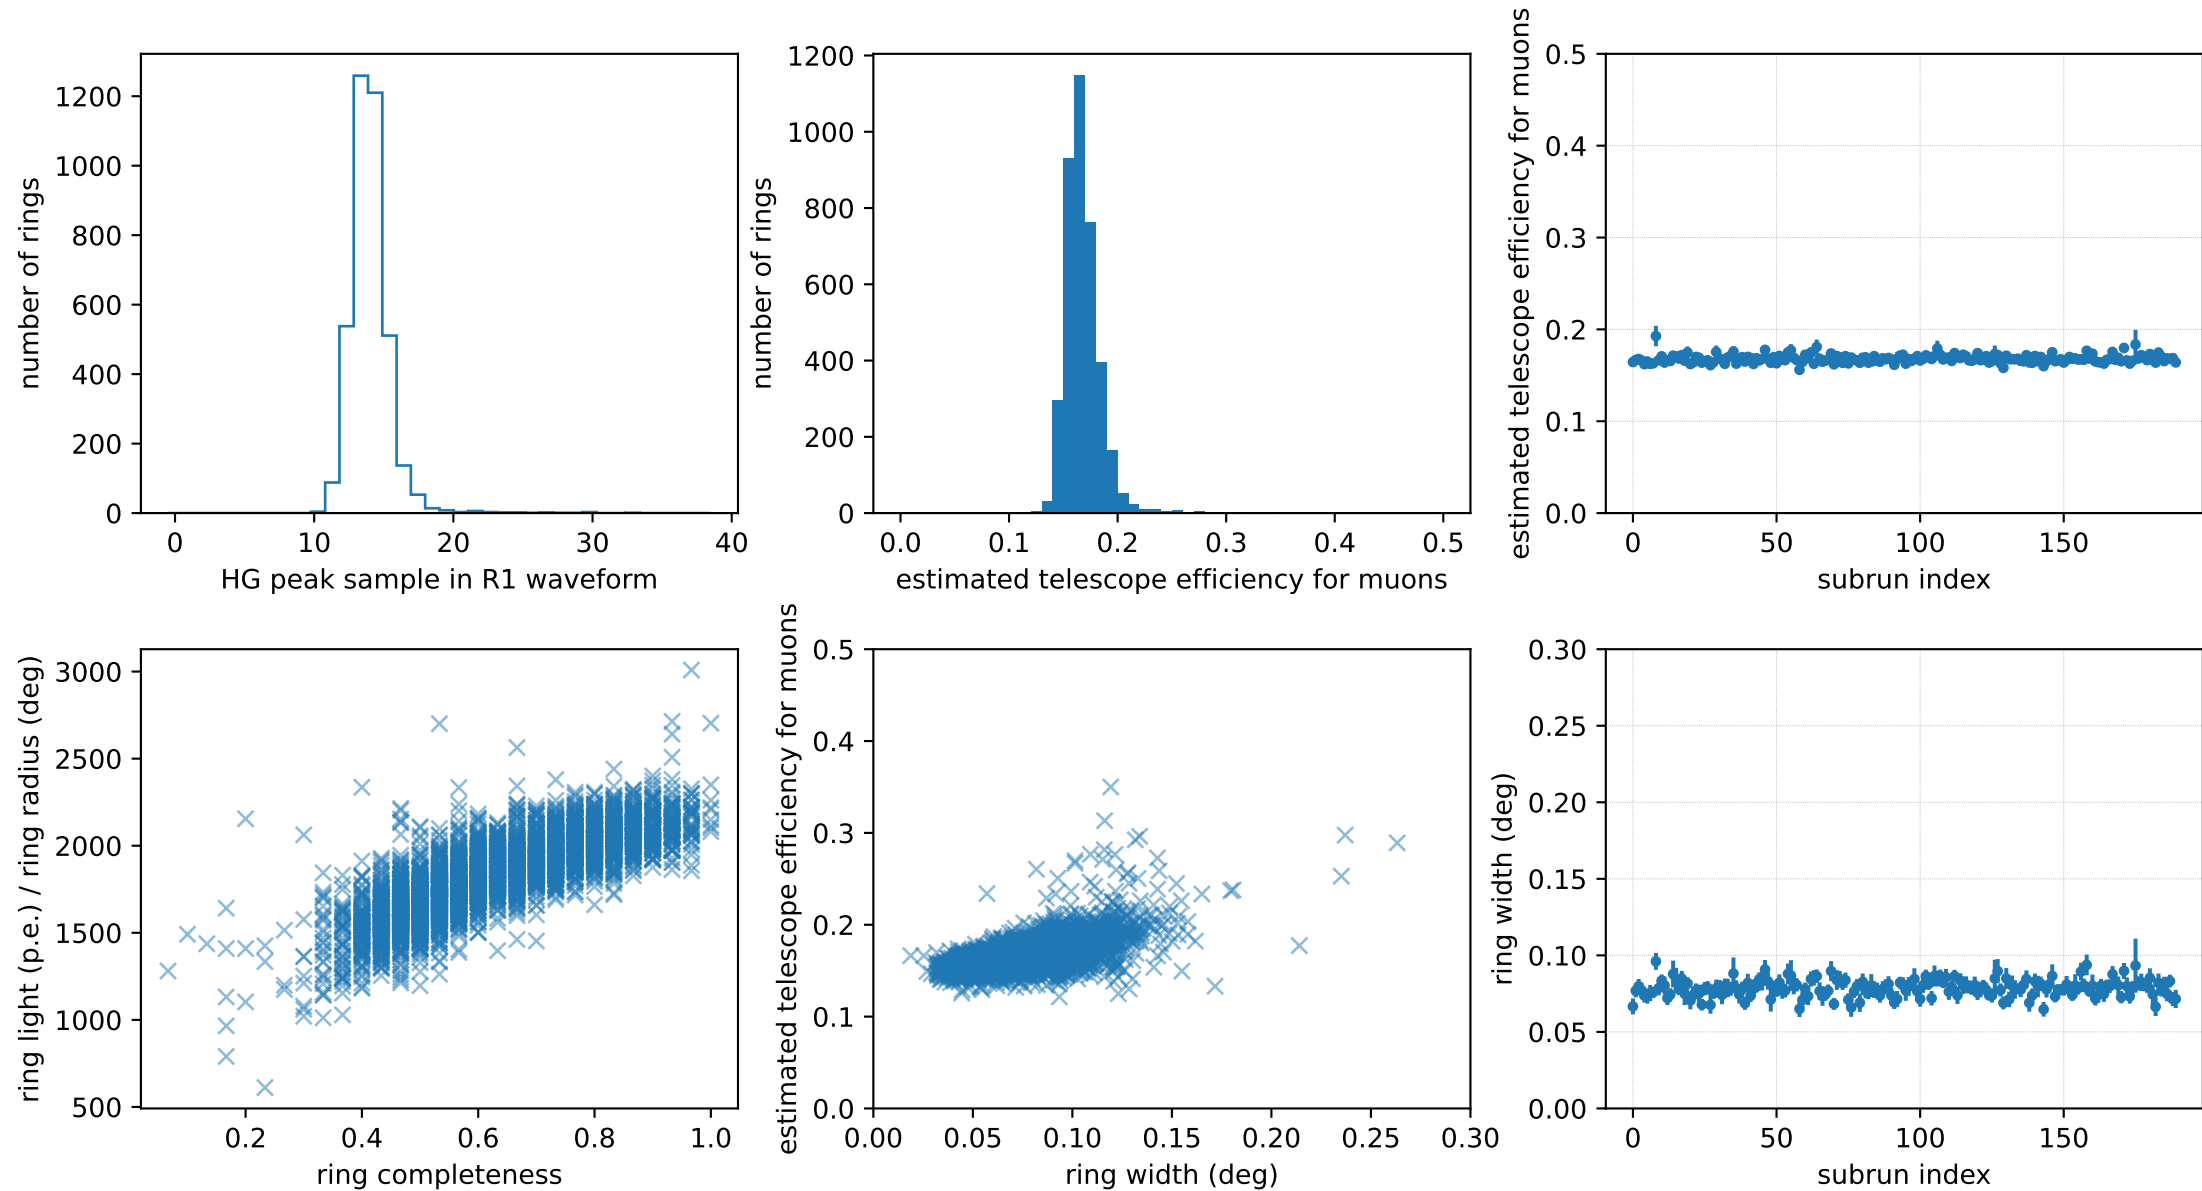 1200
1000
800
600
400
200
0
number of rings
0 10 20 30 40
HG peak sample in R1 waveform
1200
1000
800
600
400
200
0
number of rings
0.0 0.1 0.2 0.3 0.4 0.5
estimated telescope efficiency for muons
0.5
0.4
0.3
0.2
0.1
0.0
estimated telescope efficiency for muons
0 50 100 150
subrun index
3000
2500
2000
1500
1000
500
ring light (p.e.) / ring radius (deg)
0.2 0.4 0.6 0.8 1.0
ring completeness
0.5
0.4
0.3
0.2
0.1
0.0
estimated telescope efficiency for muons
0.00 0.05 0.10 0.15 0.20 0.25 0.30
ring width (deg)
0.30
0.25
0.20
0.15
0.10
0.05
0.00
ring width (deg)
0 50 100 150
subrun index